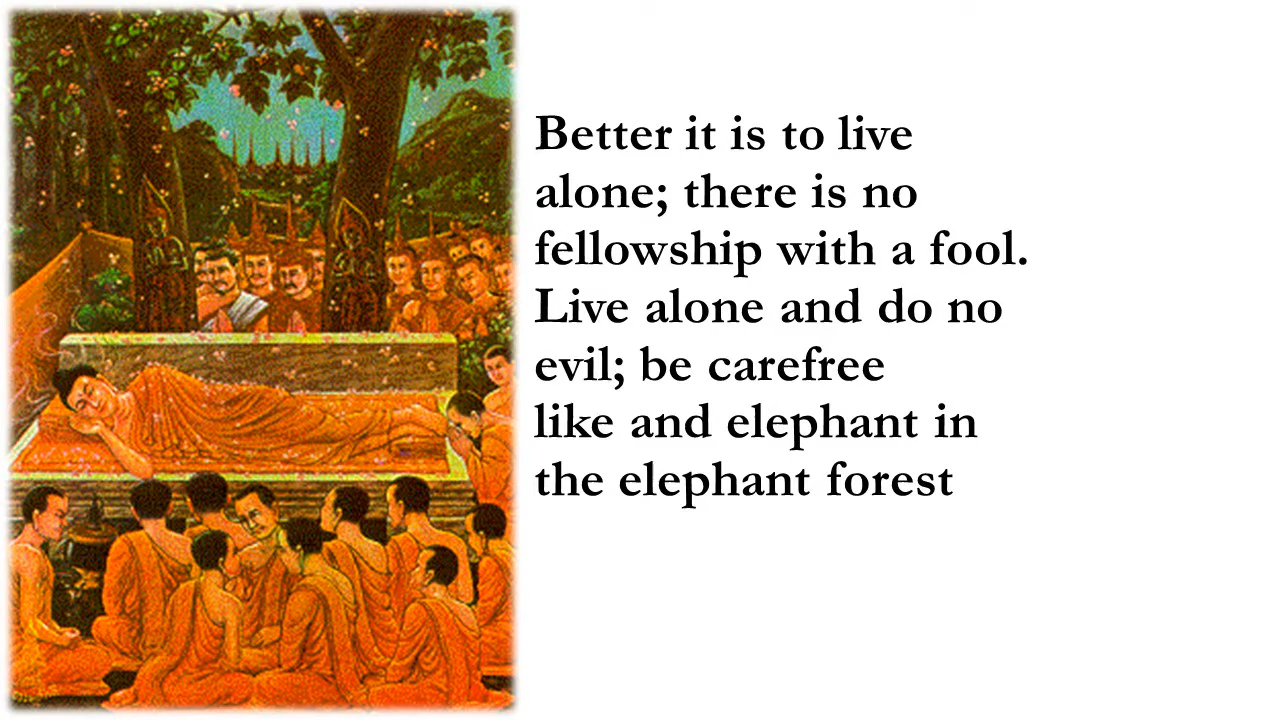 Better it is to live
alone; there is no
fellowship with a fool.
Live alone and do no
evil; be carefree
like and elephant in
the elephant forest